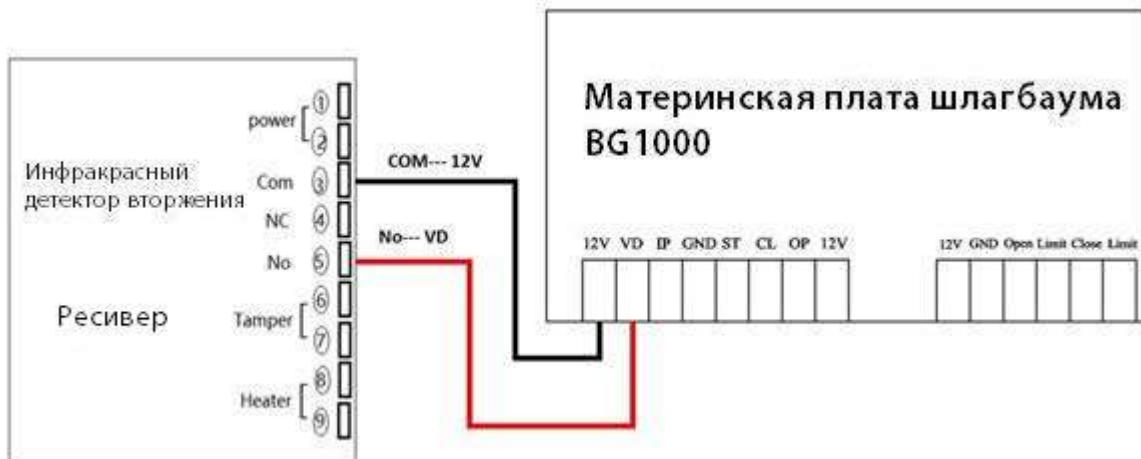 Материнская плата шлагбаума
BG1000
12V VD IP GND ST CL OP 12V
12V GND Open Limit Close Limit
COM--- 12V
No--- VD
Инфракрасный
детектор вторжения
Ресивер
power
①
②
Com ③
NC ④
No ⑤
Tamper
⑥
⑦
Heater
⑧
⑨